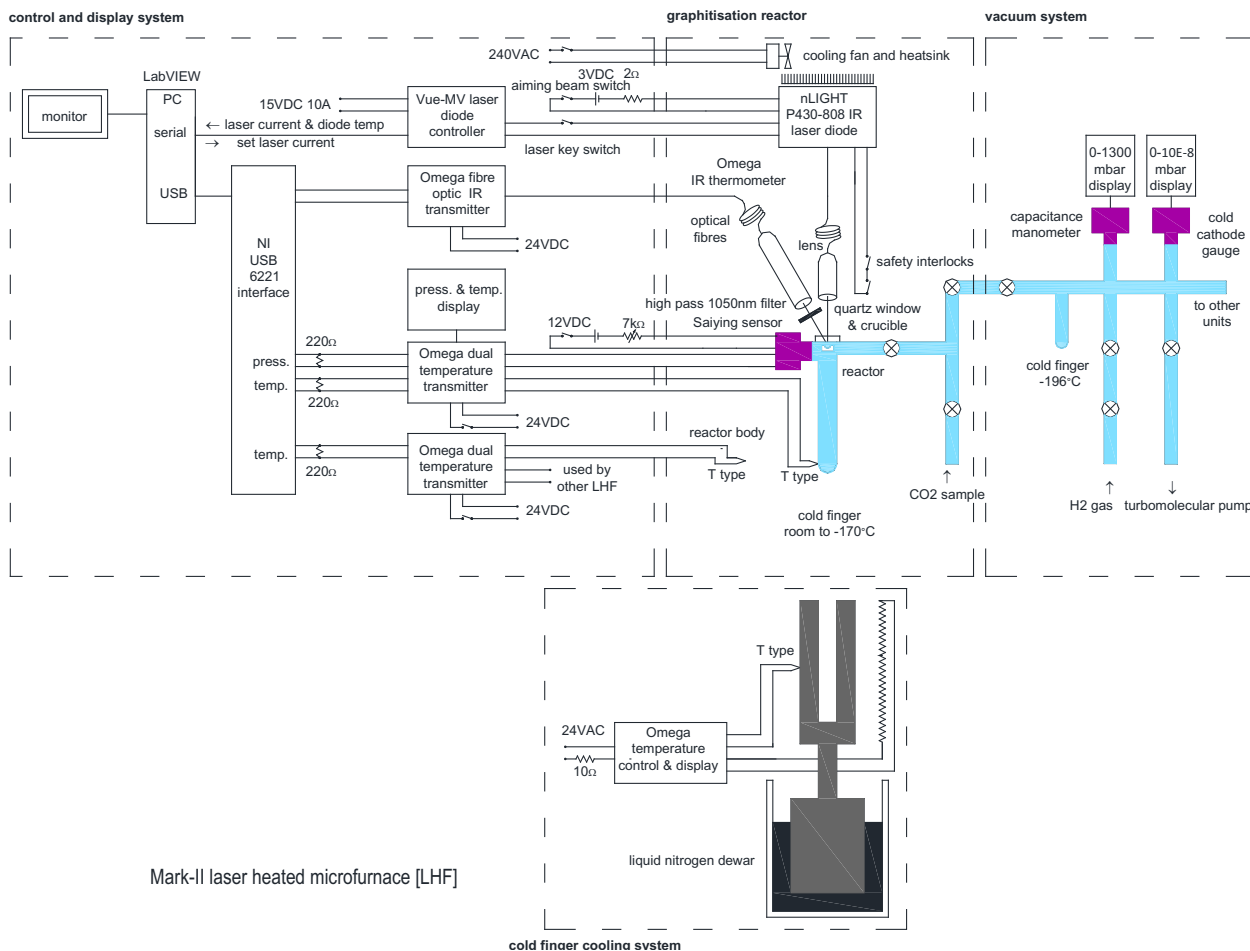 control and display system
graphitisation reactor
vacuum system
240VAC
cooling fan and heatsink
LabVIEW
PC
serial
USB
monitor
15VDC 10A
← laser current & diode temp
→ set laser current
Vue-MV laser
diode
controller
3VDC
2Ω
aiming beam switch
laser key switch
nLIGHT
P430-808 IR
laser diode
Omega fibre
optic IR
transmitter
24VDC
Omega
IR thermometer
optical
fibres
lens
safety interlocks
high pass 1050nm filter
quartz window
& crucible
NI
USB
6221
interface
press. & temp.
display
12VDC
7kΩ
Saiying sensor
reactor
220Ω
press.
temp.
220Ω
Omega dual
temperature
transmitter
24VDC
temp.
220Ω
Omega dual
temperature
transmitter
used by
other LHF
24VDC
reactor body
T type
T type
cold finger
room to -170°C
↑
CO2 sample
0-1300
mbar
display
0-10E-8
mbar
display
capacitance
manometer
cold
cathode
gauge
to other
units
cold finger
-196°C
↑
H2 gas
↓
turbomolecular pump
T type
24VAC
10Ω
Omega
temperature
control & display
liquid nitrogen dewar
Mark-II laser heated microfurnace [LHF]
cold finger cooling system